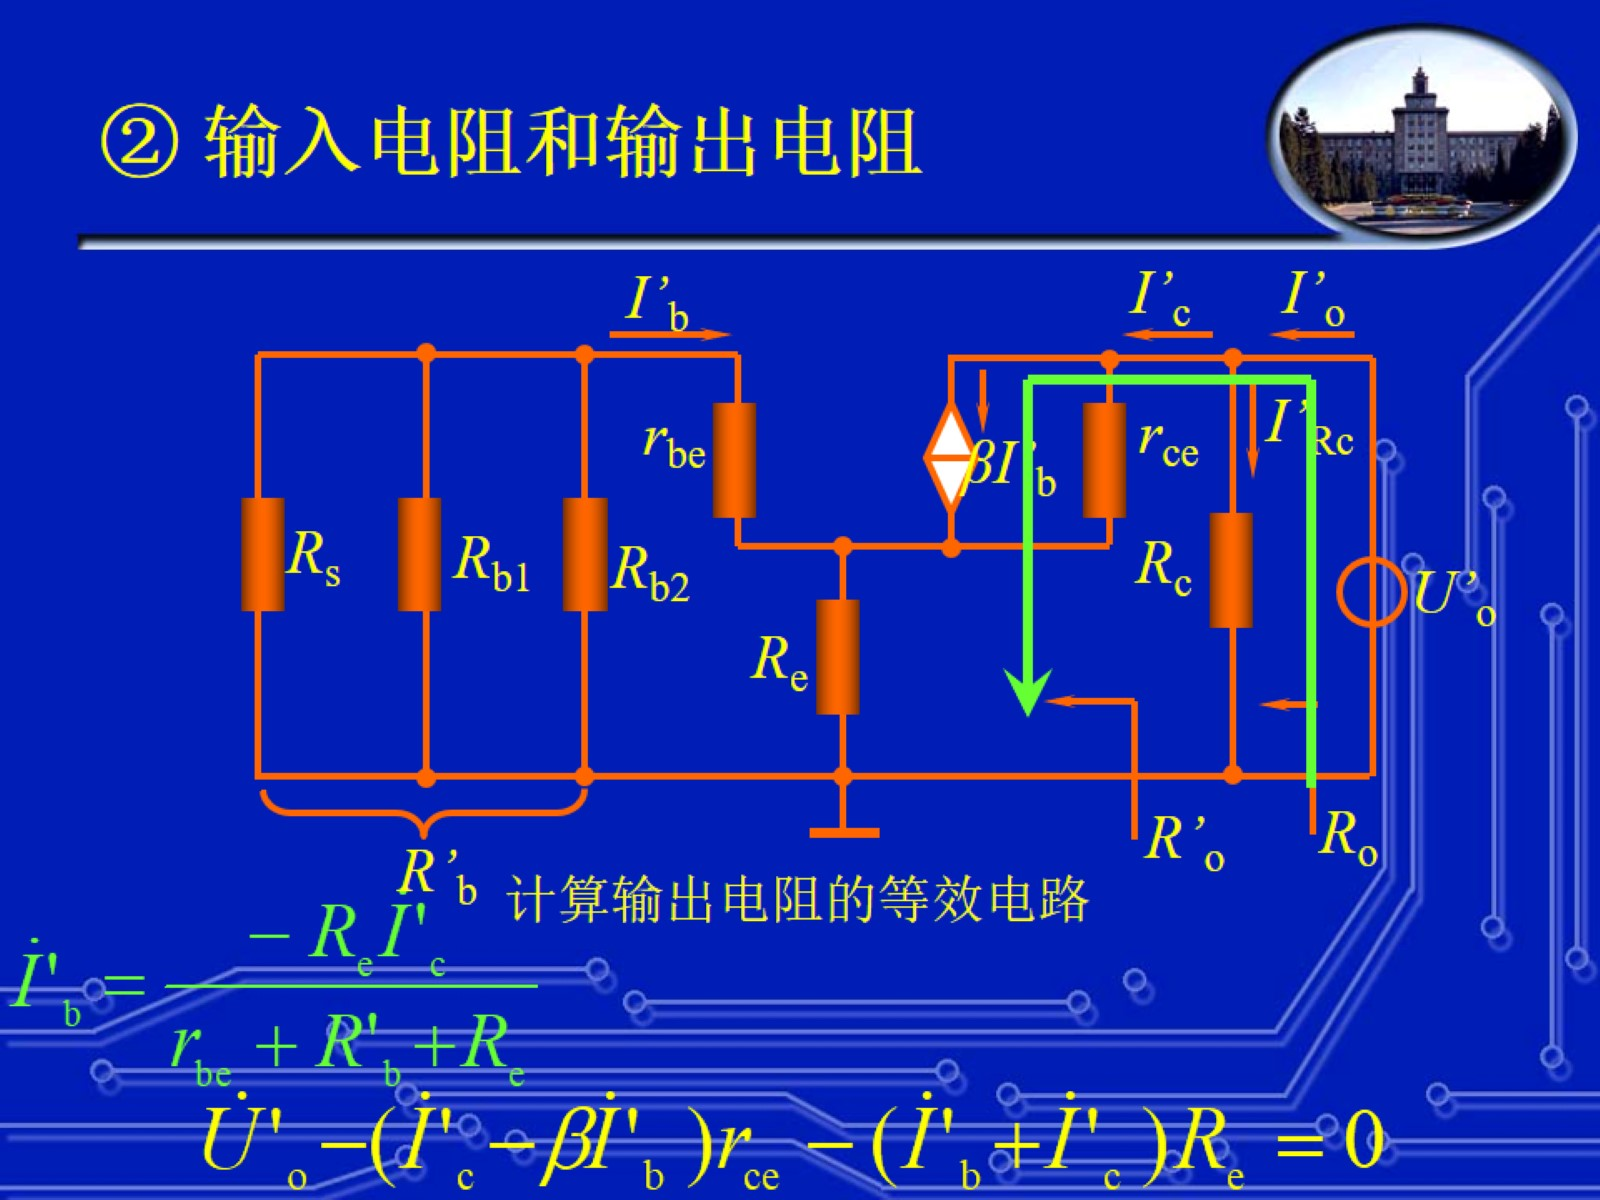 ② 输入电阻和输出电阻
I’b
I’c
I’o
rbe
βI’b
rce
I’Rc
Rs
Rb1
Rb2
Rc
U’o
Re
R’o
Ro
R’b
计算输出电阻的等效电路
İ'b = −Reİ'c / (rbe + R'b + Re)
U̇'o −(İ'c − βİ'b )rce − (İ'b +İ'c )Re = 0